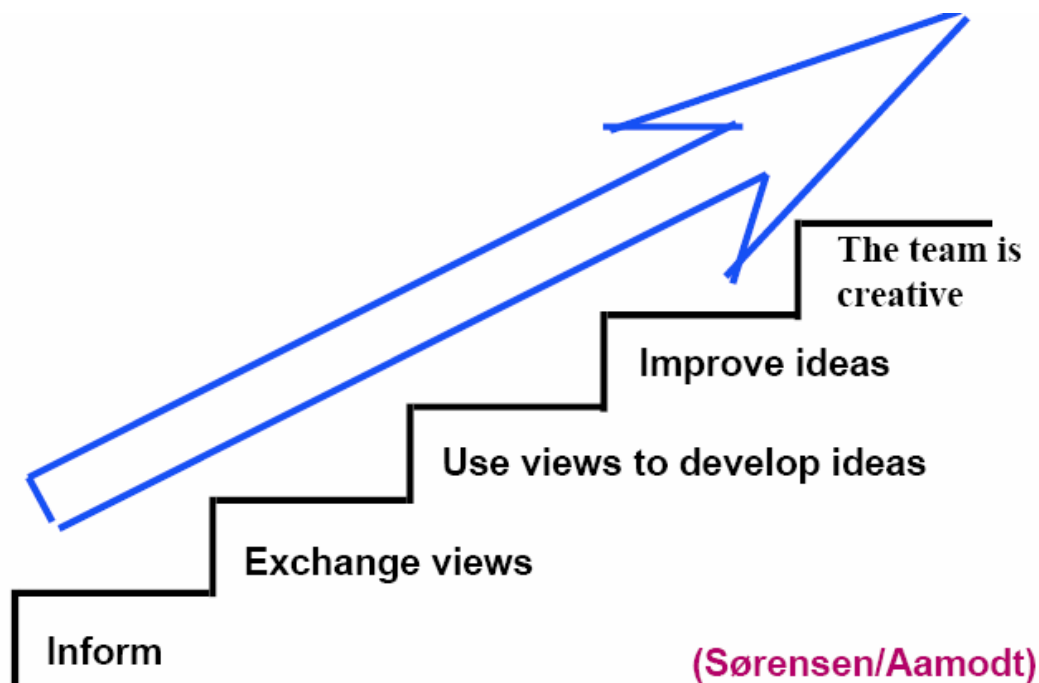 The team is
creative
Improve ideas
Use views to develop ideas
Exchange views
Inform
(Sørensen/Aamodt)